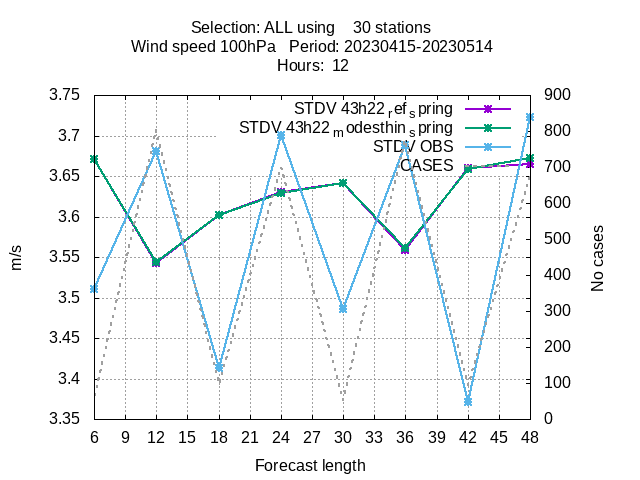 Selection: ALL using    30 stations
Wind speed 100hPa   Period: 20230415-20230514
Hours:  12
3.75
3.7
3.65
3.6
3.55
3.5
3.45
3.4
3.35
m/s
STDV 43h22_ref_spring
STDV 43h22_modesthin_spring
STDV OBS
CASES
900
800
700
600
500
400
300
200
100
0
No cases
6 9 12 15 18 21 24 27 30 33 36 39 42 45 48
Forecast length